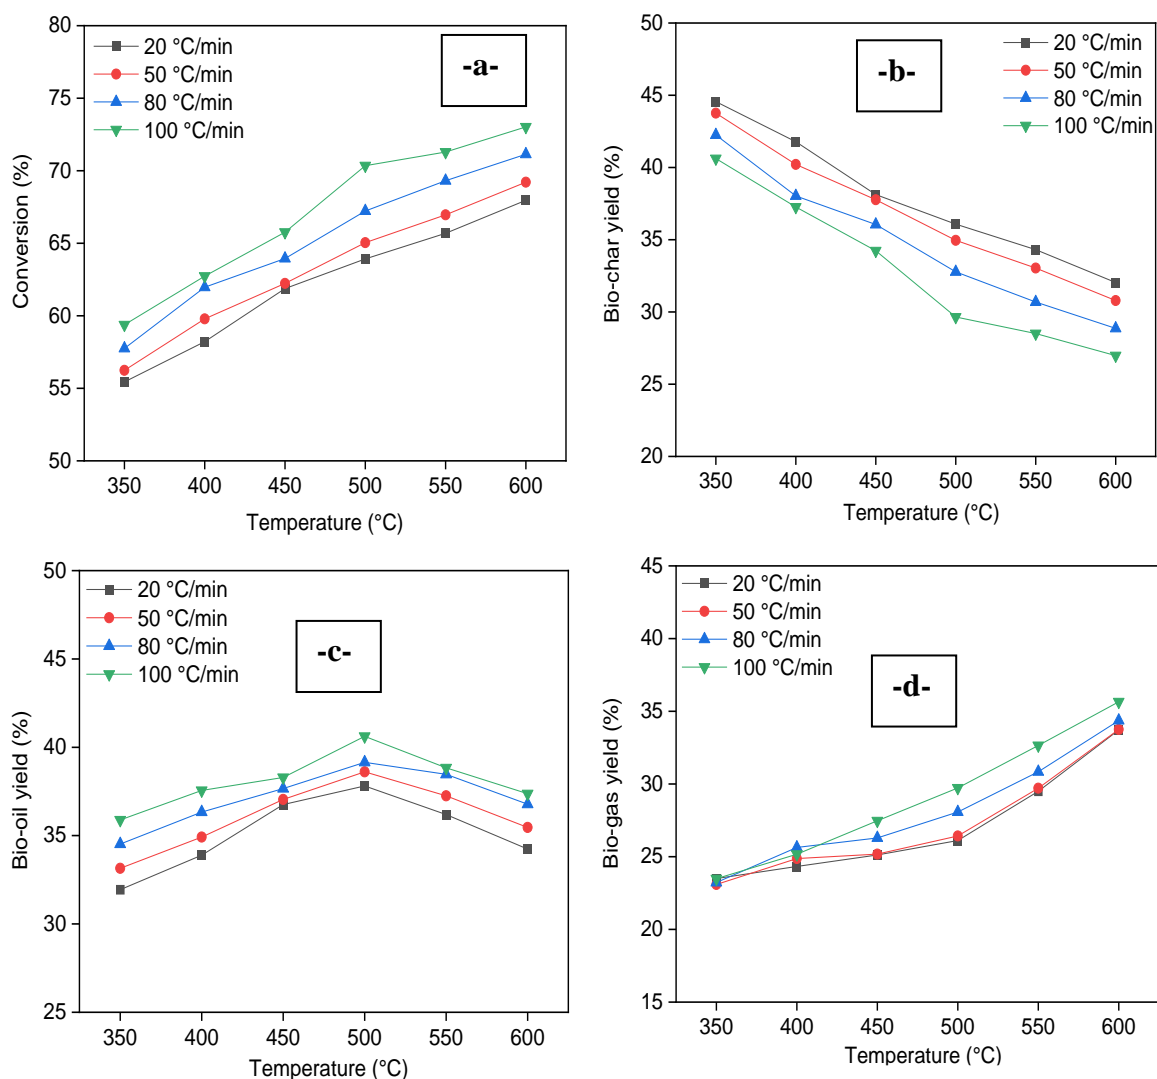 80
75
70
65
60
55
50
Conversion (%)
20 °C/min
50 °C/min
80 °C/min
100 °C/min
-a-
350 400 450 500 550 600
Temperature (°C)
50
45
40
35
30
25
20
Bio-char yield (%)
-b-
20 °C/min
50 °C/min
80 °C/min
100 °C/min
350 400 450 500 550 600
Temperature (°C)
50
45
40
35
30
25
Bio-oil yield (%)
20 °C/min
50 °C/min
80 °C/min
100 °C/min
-c-
350 400 450 500 550 600
Temperature (°C)
45
40
35
30
25
20
15
Bio-gas yield (%)
20 °C/min
50 °C/min
80 °C/min
100 °C/min
-d-
350 400 450 500 550 600
Temperature (°C)